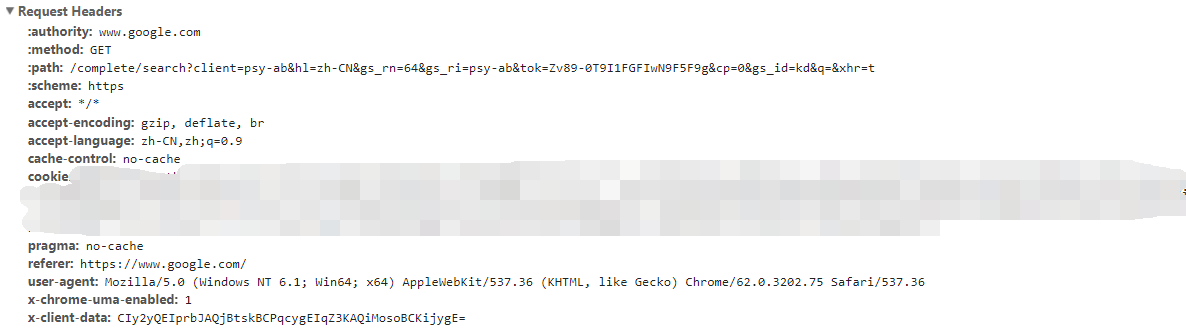 Request Headers
:authority: www.google.com
:method: GET
:path: /complete/search?client=psy-ab&hl=zh-CN&gs_rn=64&gs_ri=psy-ab&tok=Zv89-0T9I1FGFIwN9F5F9g&cp=0&gs_id=kd&q=&xhr=t
:scheme: https
accept: */*
accept-encoding: gzip, deflate, br
accept-language: zh-CN,zh;q=0.9
cache-control: no-cache
cookie
pragma: no-cache
referer: https://www.google.com/
user-agent: Mozilla/5.0 (Windows NT 6.1; Win64; x64) AppleWebKit/537.36 (KHTML, like Gecko) Chrome/62.0.3202.75 Safari/537.36
x-chrome-uma-enabled: 1
x-client-data: CIy2yQEIprbJAQjBtskBCPqcygEIqZ3KAQiMosoBCKijygE=